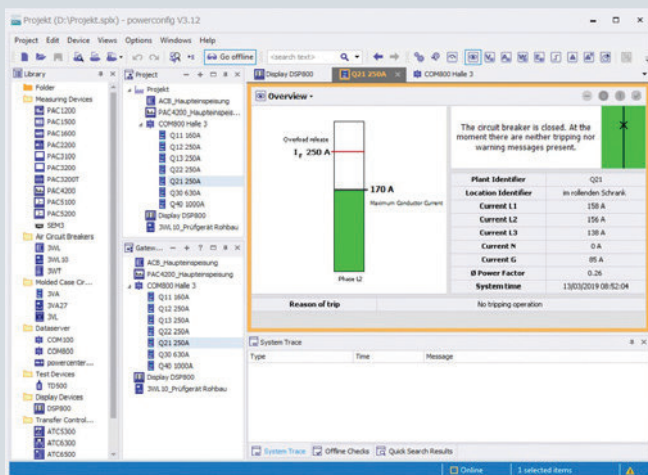 Projekt (D:\Projekt.splx) - powerconfig V3.12
Project Edit Device Views Options Windows Help
Go offline
<search text>
Library
Folder
Measuring Devices
PAC1200
PAC1500
PAC1600
PAC2200
PAC3100
PAC3200
PAC3200T
PAC4200
PAC5100
PAC5200
SEM3
Air Circuit Breakers
3WL
3WL10
3WT
Molded Case Cir...
3VA
3VA27
3VL
Dataserver
COM100
COM800
powercenter...
Test Devices
TD500
Display Devices
DSP800
Transfer Control...
ATC5300
ATC6300
ATC6500
Project
Projekt
ACB_Haupteinspeisung
PAC4200_Haupteinspeis...
COM800 Halle 3
Q11 160A
Q12 250A
Q13 250A
Q22 250A
Q21 250A
Q30 630A
Q40 1000A
Display DSP800
3WL10_Prüfgerät Rohbau
Gatew...
ACB_Haupteinspeisung
PAC4200_Haupteinspeisung
COM800 Halle 3
Q11 160A
Q12 250A
Q13 250A
Q22 250A
Q21 250A
Q30 630A
Q40 1000A
Display DSP800
3WL10_Prüfgerät Rohbau
Display DSP800
Q21 250A
COM800 Halle 3
Overview
Overload release
Ir 250 A
170 A
Maximum Conductor Current
Phase L2
The circuit breaker is closed. At the
moment there are neither tripping nor
warning messages present.
Plant Identifier Q21
Location Identifier im rollenden Schrank
Current L1 158 A
Current L2 156 A
Current L3 138 A
Current N 0 A
Current G 85 A
Ø Power Factor 0.26
System time 13/03/2019 08:52:04
Reason of trip No tripping operation
System Trace
Type Time Message
System Trace Offline Checks Quick Search Results
Online 1 selected items